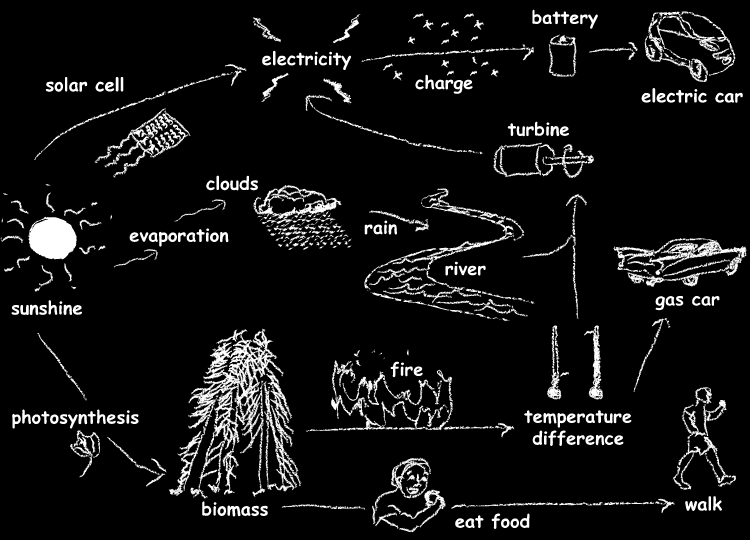 battery
electricity
charge
solar cell
electric car
turbine
clouds
evaporation
rain
river
sunshine
gas car
fire
photosynthesis
temperature
difference
biomass
eat food
walk